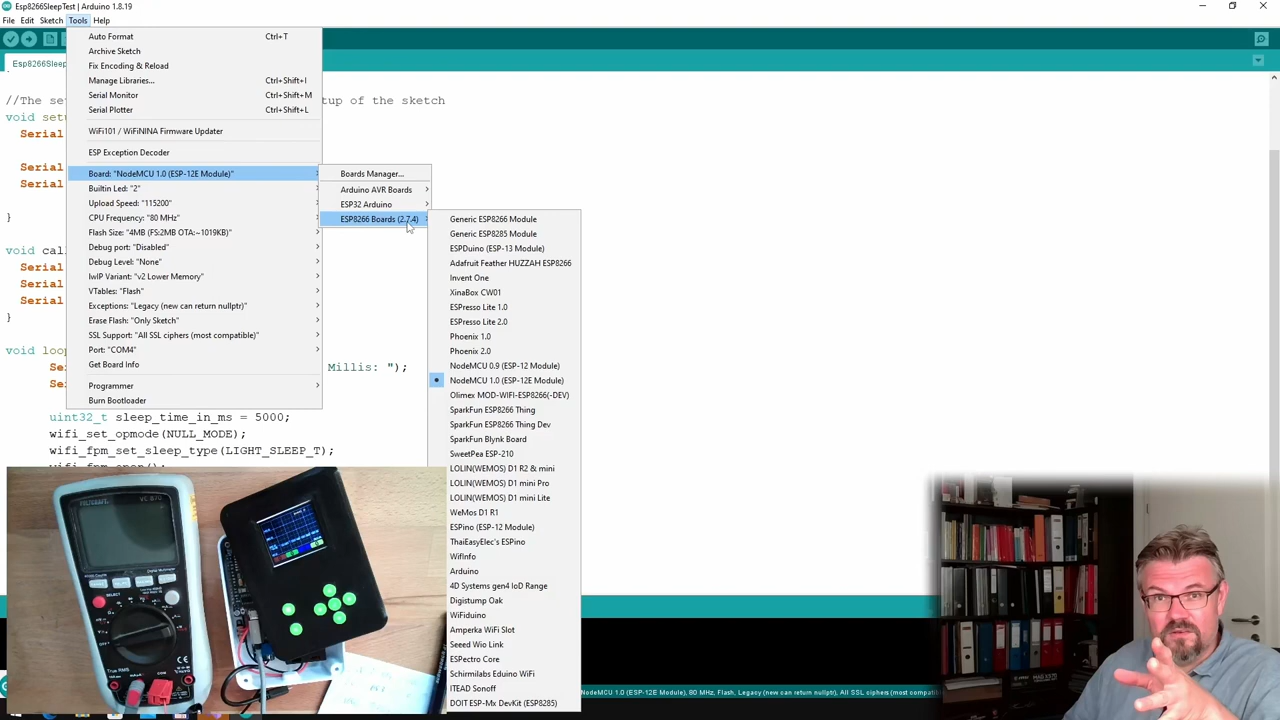 Esp8266SleepTest | Arduino 1.8.19
File Edit Sketch Tools Help
Auto Format Ctrl+T
Archive Sketch
Fix Encoding & Reload
Manage Libraries... Ctrl+Shift+I
Serial Monitor Ctrl+Shift+M
Serial Plotter Ctrl+Shift+L
WiFi101 / WiFiNINA Firmware Updater
ESP Exception Decoder
Board: "NodeMCU 1.0 (ESP-12E Module)"
Builtin Led: "2"
Upload Speed: "115200"
CPU Frequency: "80 MHz"
Flash Size: "4MB (FS:2MB OTA:~1019KB)"
Debug port: "Disabled"
Debug Level: "None"
lwIP Variant: "v2 Lower Memory"
VTables: "Flash"
Exceptions: "Legacy (new can return nullptr)"
Erase Flash: "Only Sketch"
SSL Support: "All SSL ciphers (most compatible)"
Port: "COM4"
Get Board Info
Programmer
Burn Bootloader
Boards Manager...
Arduino AVR Boards
ESP32 Arduino
ESP8266 Boards (2.7.4)
Generic ESP8266 Module
Generic ESP8285 Module
ESPDuino (ESP-13 Module)
Adafruit Feather HUZZAH ESP8266
Invent One
XinaBox CW01
ESPresso Lite 1.0
ESPresso Lite 2.0
Phoenix 1.0
Phoenix 2.0
NodeMCU 0.9 (ESP-12 Module)
NodeMCU 1.0 (ESP-12E Module)
Olimex MOD-WIFI-ESP8266(-DEV)
SparkFun ESP8266 Thing
SparkFun ESP8266 Thing Dev
SparkFun Blynk Board
SweetPea ESP-210
LOLIN(WEMOS) D1 R2 & mini
LOLIN(WEMOS) D1 mini Pro
LOLIN(WEMOS) D1 mini Lite
WeMos D1 R1
ESPino (ESP-12 Module)
ThaiEasyElec's ESPino
WifInfo
Arduino
4D Systems gen4 IoD Range
Digistump Oak
WiFiduino
Amperka WiFi Slot
Seeed Wio Link
ESPectro Core
Schirmilabs Eduino WiFi
ITEAD Sonoff
DOIT ESP-Mx DevKit (ESP8285)
Esp8266Sleep
//The se tup of the sketch
void setu
Serial
Serial
Serial
}
void call
Serial
Serial
Serial
}
void loop
Se Millis: ");
Se
uint32_t sleep_time_in_ms = 5000;
wifi_set_opmode(NULL_MODE);
wifi_fpm_set_sleep_type(LIGHT_SLEEP_T);
wifi_fpm_open();
VOLTCRAFT VC 870
NodeMCU 1.0 (ESP-12E Module), 80 MHz, Flash, Legacy (new can return nullptr), All SSL ciphers (most compati